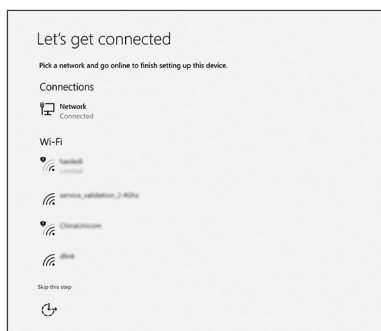 Let's get connected
Pick a network and go online to finish setting up this device.
Connections
Network
Connected
Wi-Fi
Limited
service_validation_2.4Ghz
ChinaUnicom
dlink
Skip this step